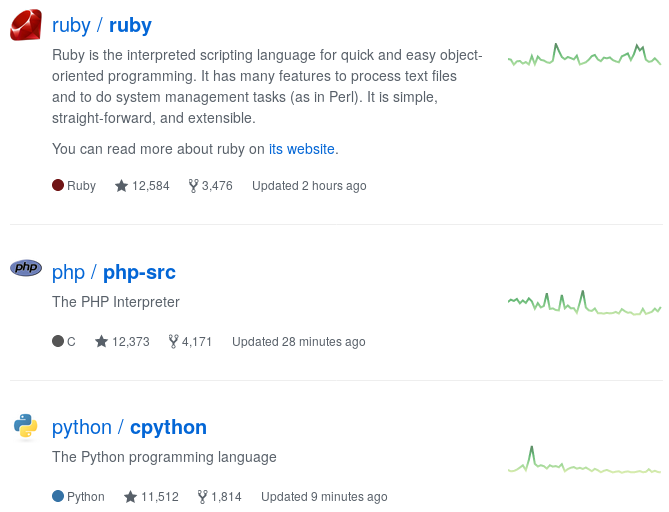 ruby / ruby
Ruby is the interpreted scripting language for quick and easy object-
oriented programming. It has many features to process text files
and to do system management tasks (as in Perl). It is simple,
straight-forward, and extensible.
You can read more about ruby on its website.
Ruby 12,584 3,476 Updated 2 hours ago
php
php / php-src
The PHP Interpreter
C 12,373 4,171 Updated 28 minutes ago
python / cpython
The Python programming language
Python 11,512 1,814 Updated 9 minutes ago